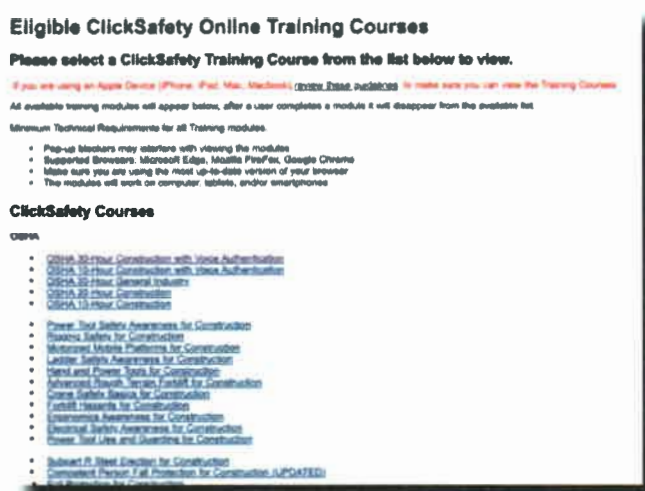 Eligible ClickSafety Online Training Courses
Please select a ClickSafety Training Course from the list below to view.
If you are using an Apple Device (iPhone, iPad, Mac, MacBook), review these guidelines to make sure you can view the Training Courses
All available training modules will appear below, after a user completes a module it will disappear from the available list
Minimum Technical Requirements for all Training modules.
Pop-up blockers may interfere with viewing the modules
Supported Browsers: Microsoft Edge, Mozilla FireFox, Google Chrome
Make sure you are using the most up-to-date version of your browser
The modules will work on computer, tablets, and/or smartphones
ClickSafety Courses
OSHA
OSHA 30-Hour Construction with Voice Authentication
OSHA 10-Hour Construction with Voice Authentication
OSHA 30-Hour General Industry
OSHA 30-Hour Construction
OSHA 10-Hour Construction
Power Tool Safety Awareness for Construction
Rigging Safety for Construction
Motorized Mobile Platforms for Construction
Ladder Safety Awareness for Construction
Hand and Power Tools for Construction
Advanced Rough Terrain Forklift for Construction
Crane Safety Basics for Construction
Forklift Hazards for Construction
Ergonomics Awareness for Construction
Electrical Safety Awareness for Construction
Power Tool Use and Guarding for Construction
Subpart R Steel Erection for Construction
Competent Person Fall Protection for Construction (UPDATED)
Protection for Construction